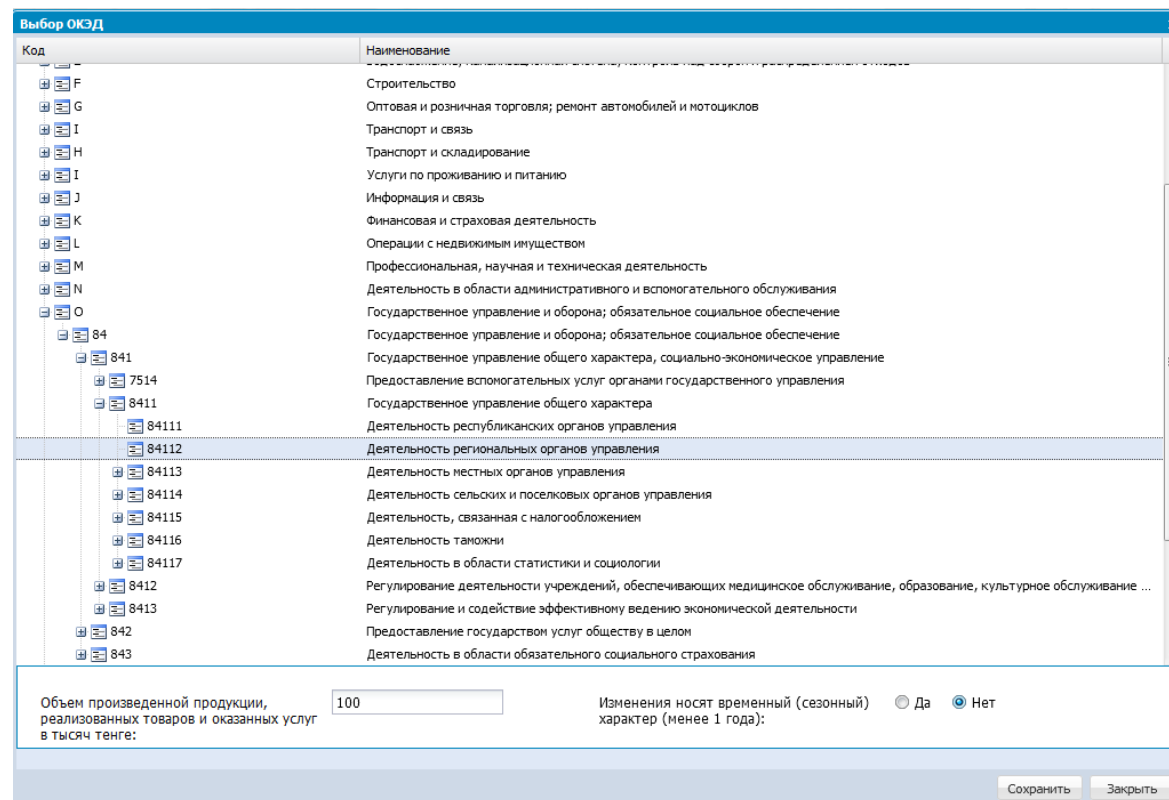 Выбор ОКЭД
Код Наименование
F Строительство
G Оптовая и розничная торговля; ремонт автомобилей и мотоциклов
I Транспорт и связь
H Транспорт и складирование
I Услуги по проживанию и питанию
J Информация и связь
K Финансовая и страховая деятельность
L Операции с недвижимым имуществом
M Профессиональная, научная и техническая деятельность
N Деятельность в области административного и вспомогательного обслуживания
O Государственное управление и оборона; обязательное социальное обеспечение
84 Государственное управление и оборона; обязательное социальное обеспечение
841 Государственное управление общего характера, социально-экономическое управление
7514 Предоставление вспомогательных услуг органами государственного управления
8411 Государственное управление общего характера
84111 Деятельность республиканских органов управления
84112 Деятельность региональных органов управления
84113 Деятельность местных органов управления
84114 Деятельность сельских и поселковых органов управления
84115 Деятельность, связанная с налогообложением
84116 Деятельность таможни
84117 Деятельность в области статистики и социологии
8412 Регулирование деятельности учреждений, обеспечивающих медицинское обслуживание, образование, культурное обслуживание ...
8413 Регулирование и содействие эффективному ведению экономической деятельности
842 Предоставление государством услуг обществу в целом
843 Деятельность в области обязательного социального страхования
Объем произведенной продукции, 100 Изменения носят временный (сезонный) Да Нет
реализованных товаров и оказанных услуг характер (менее 1 года):
в тысяч тенге:
Сохранить Закрыть